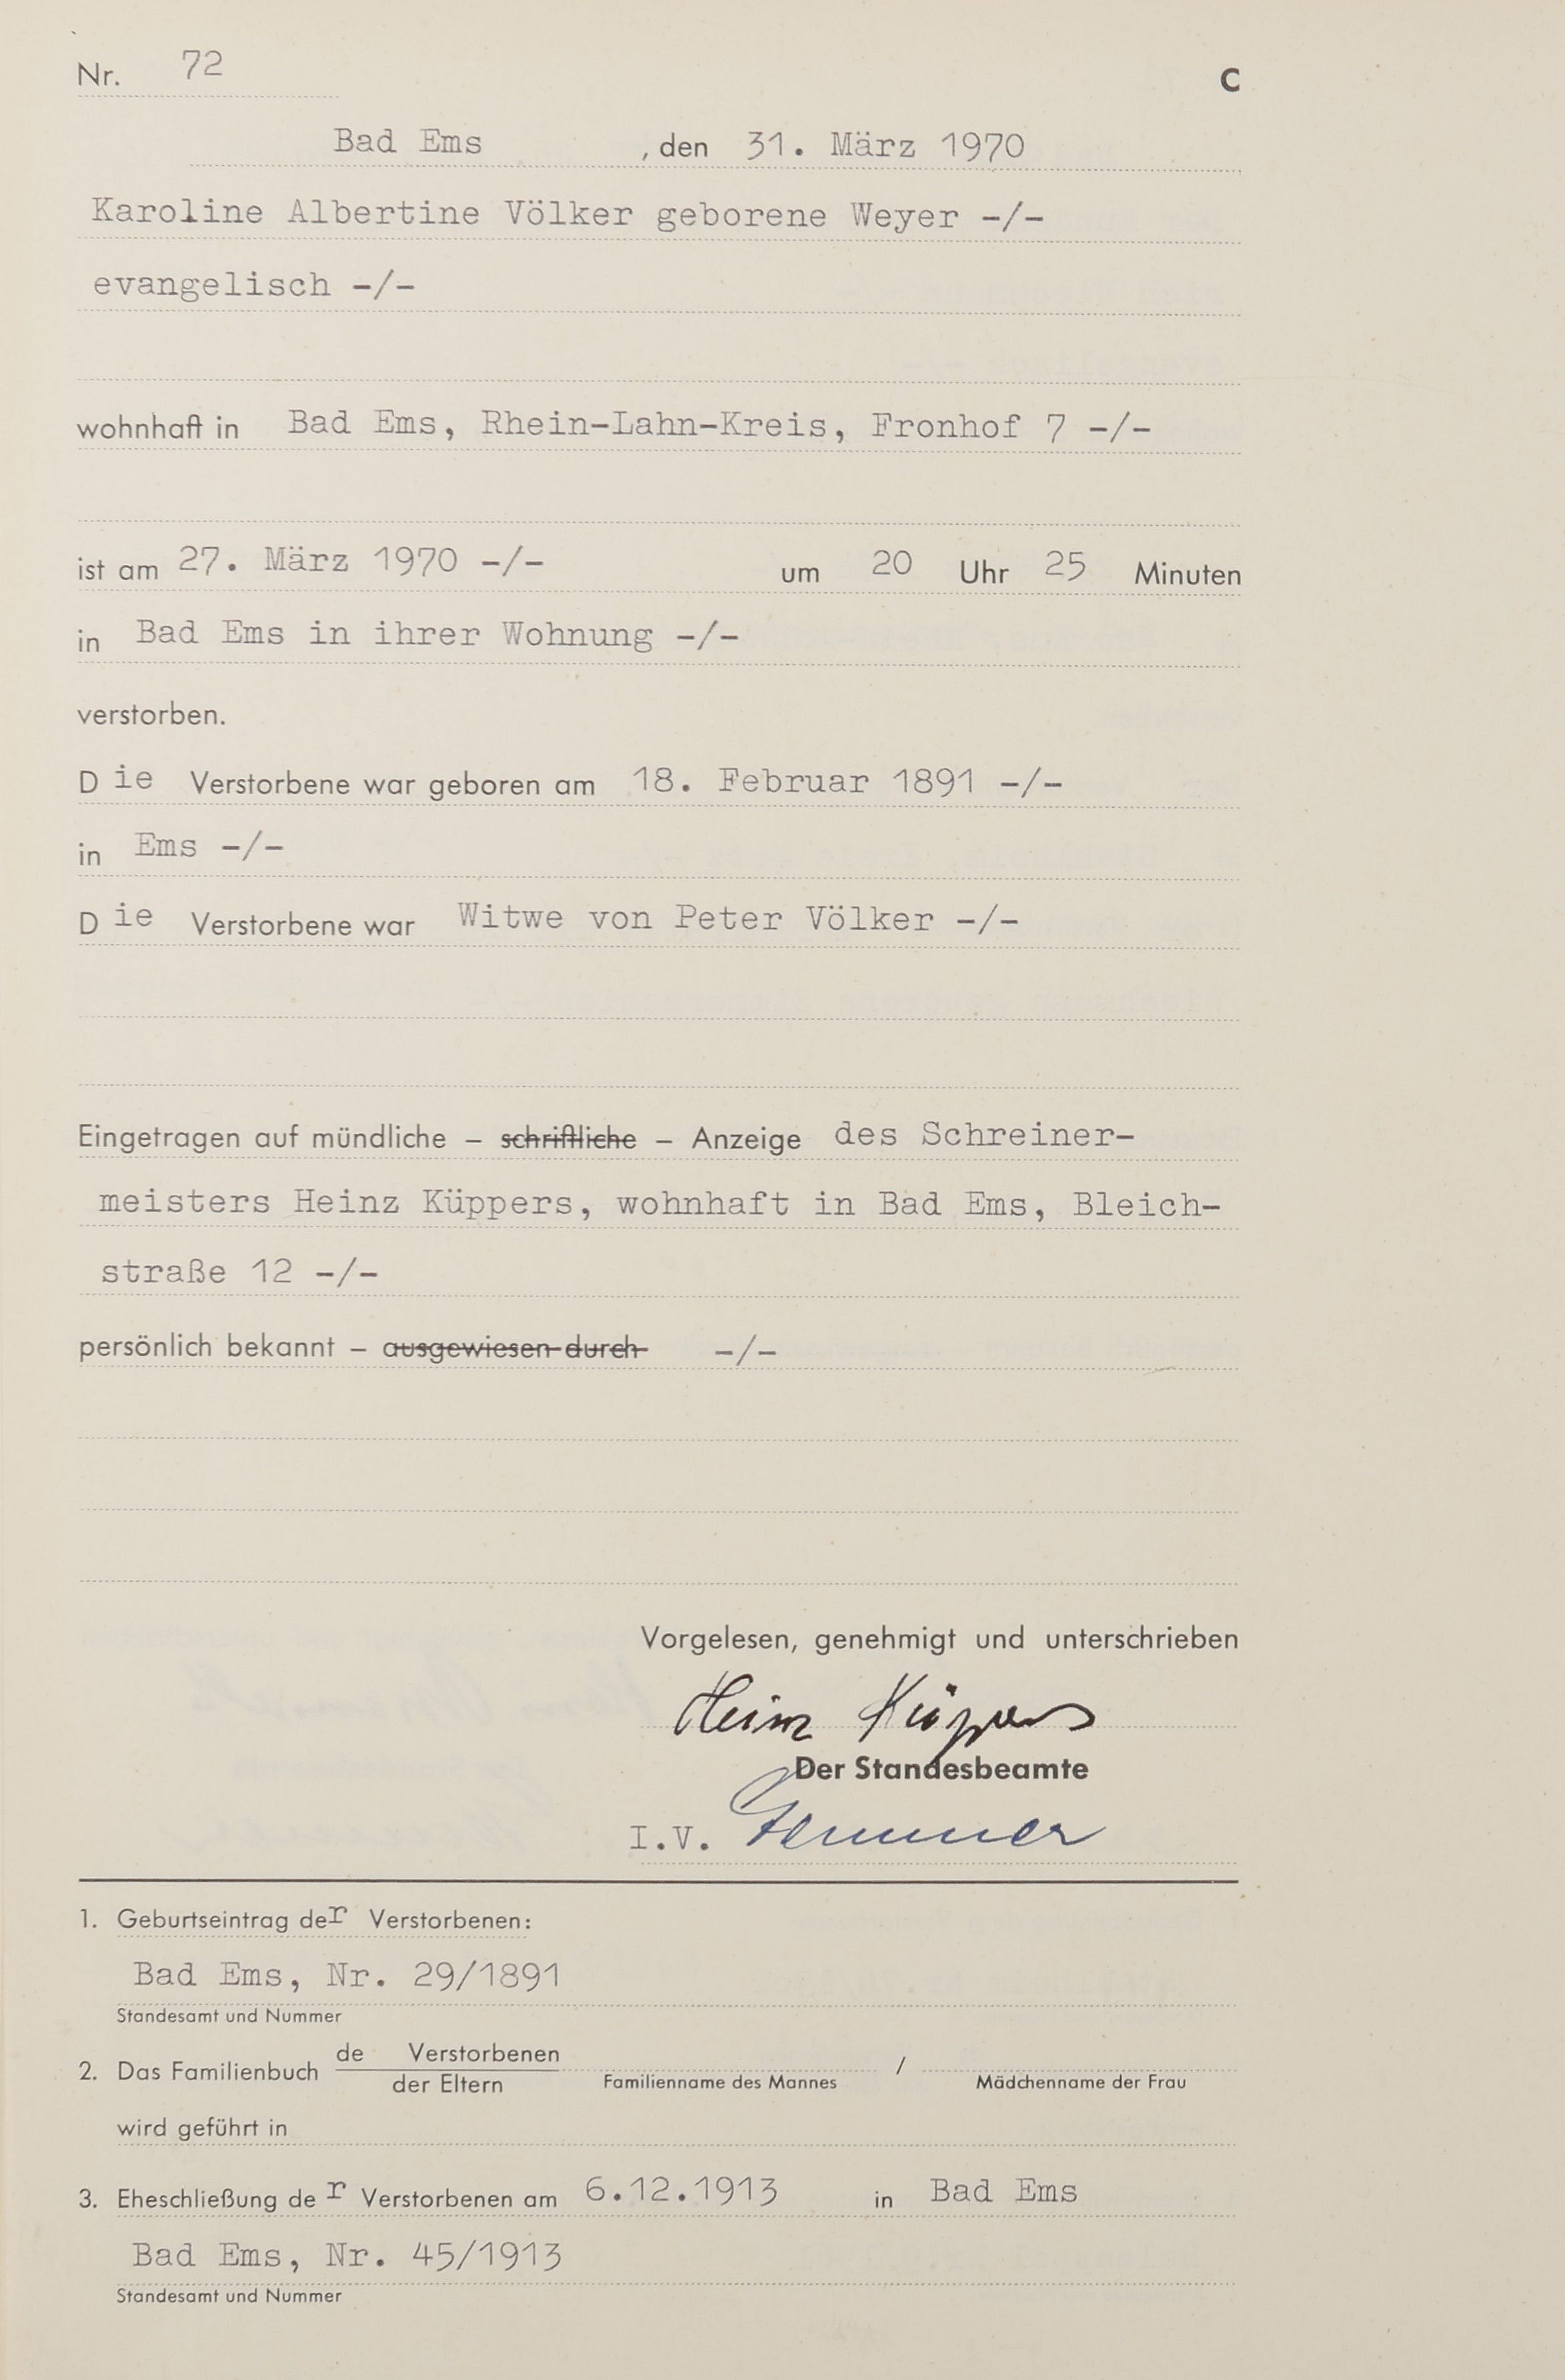 Nr. 72 C
Bad Ems , den 31. März 1970
Karoline Albertine Völker geborene Weyer -/-
evangelisch -/-
wohnhaft in Bad Ems, Rhein-Lahn-Kreis, Fronhof 7 -/-
ist am 27. März 1970 -/- um 20 Uhr 25 Minuten
in Bad Ems in ihrer Wohnung -/-
verstorben.
Die Verstorbene war geboren am 18. Februar 1891 -/-
in Ems -/-
Die Verstorbene war Witwe von Peter Völker -/-
Eingetragen auf mündliche – schriftliche – Anzeige des Schreiner-
meisters Heinz Küppers, wohnhaft in Bad Ems, Bleich-
straße 12 -/-
persönlich bekannt – ausgewiesen durch -/-
Vorgelesen, genehmigt und unterschrieben
Heinz Küppers
Der Standesbeamte
I.V.
1. Geburtseintrag der Verstorbenen:
Bad Ems, Nr. 29/1891
Standesamt und Nummer
2. Das Familienbuch de Verstorbenen /
der Eltern Familienname des Mannes Mädchenname der Frau
wird geführt in
3. Eheschließung der Verstorbenen am 6.12.1913 in Bad Ems
Bad Ems, Nr. 45/1913
Standesamt und Nummer